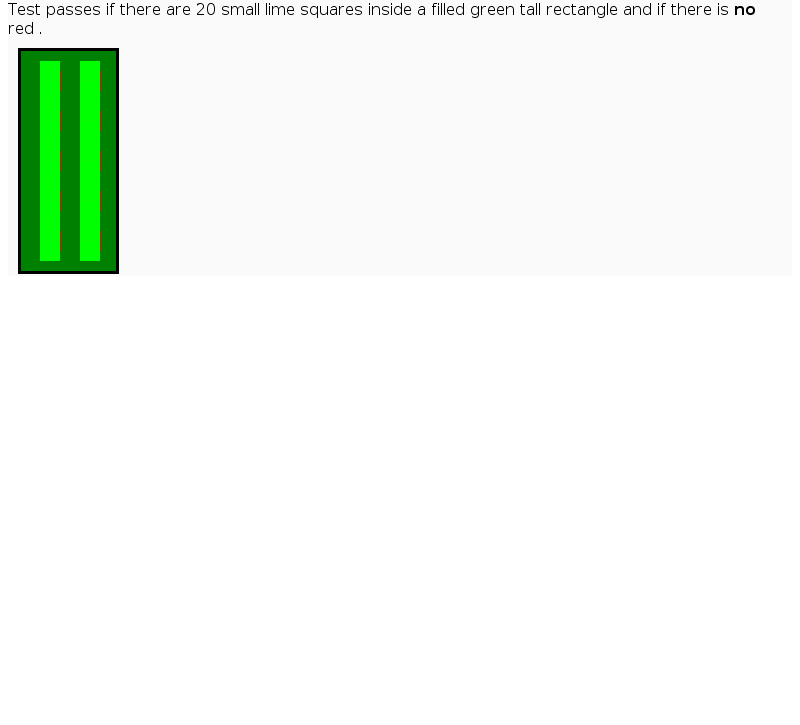 Test passes if there are 20 small lime squares inside a filled green tall rectangle and if there is no
red .